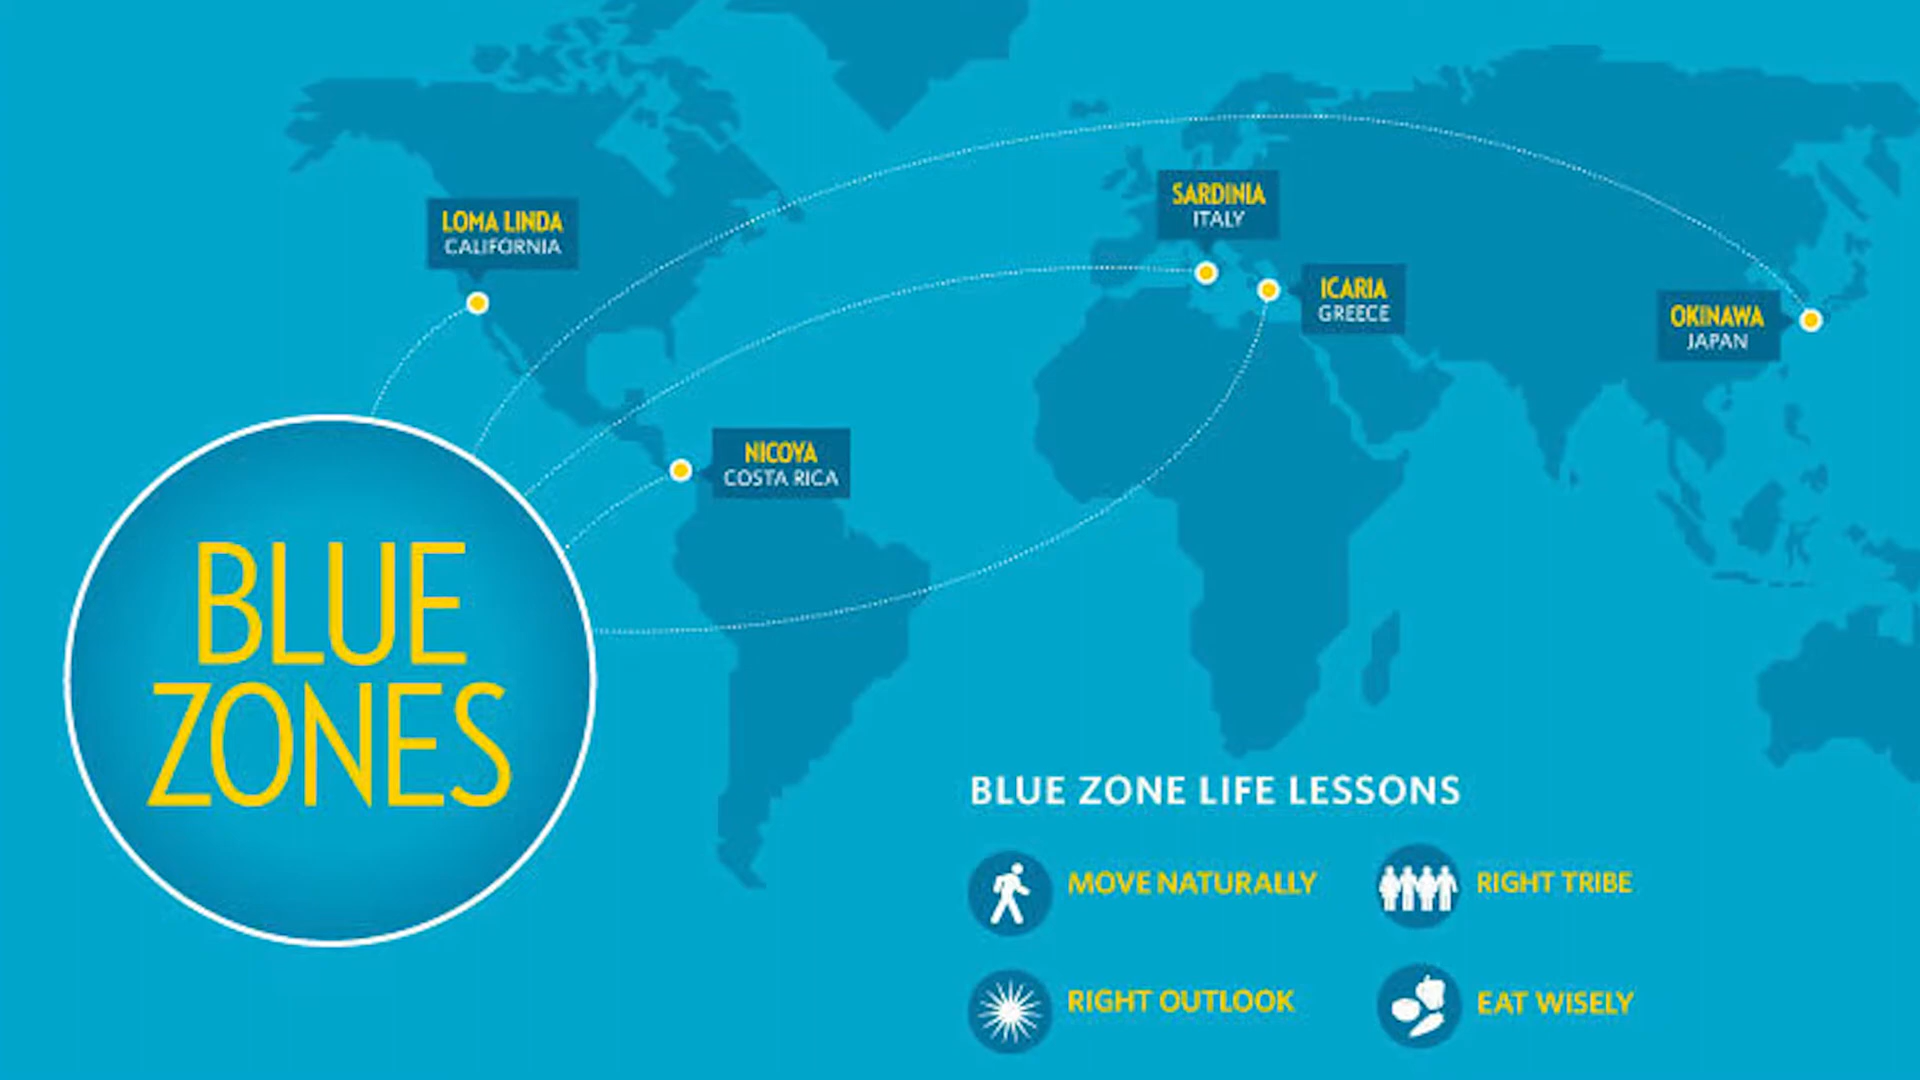 LOMA LINDA
CALIFORNIA
SARDINIA
ITALY
ICARIA
GREECE
OKINAWA
JAPAN
NICOYA
COSTA RICA
BLUE
ZONES
BLUE ZONE LIFE LESSONS
MOVE NATURALLY
RIGHT TRIBE
RIGHT OUTLOOK
EAT WISELY